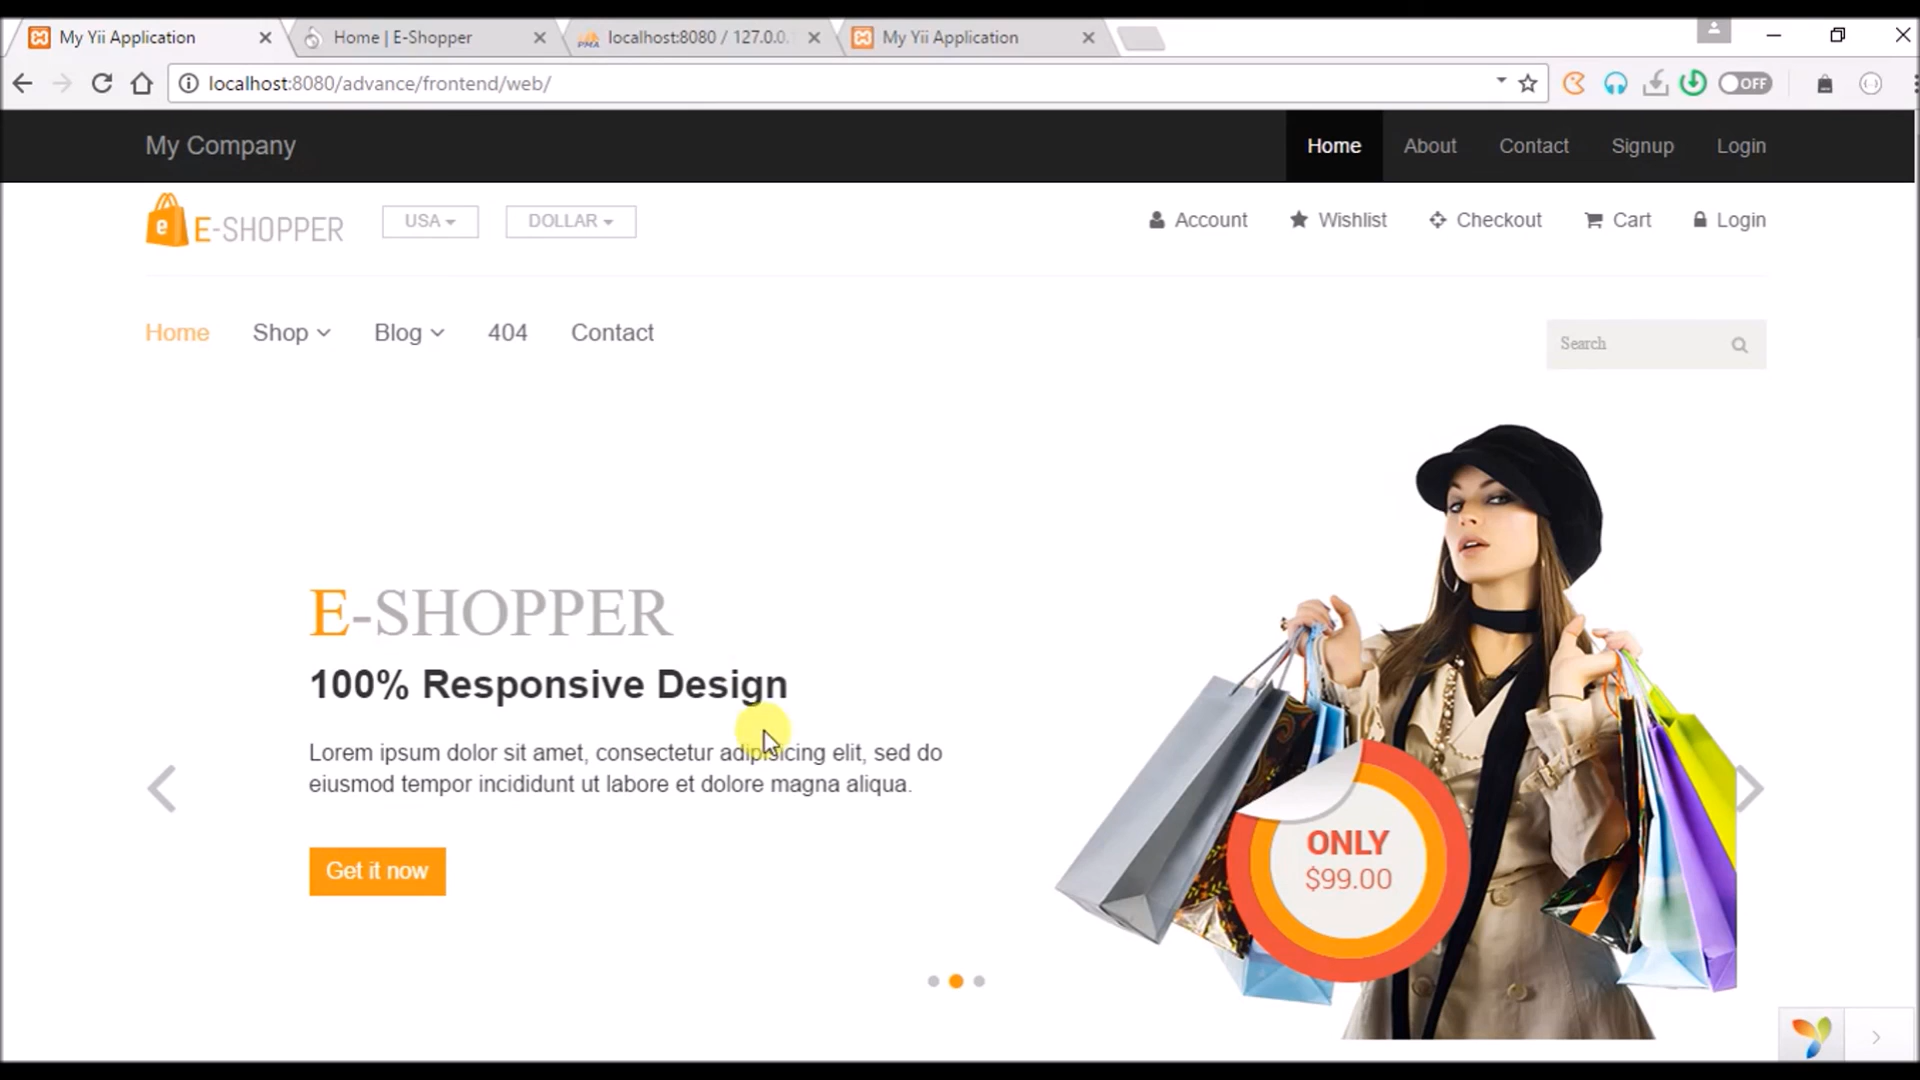 My Yii Application
Home | E-Shopper
localhost:8080 / 127.0.0.
My Yii Application
localhost:8080/advance/frontend/web/
OFF
My Company
Home About Contact Signup Login
E-SHOPPER
USA
DOLLAR
Account Wishlist Checkout Cart Login
Home Shop Blog 404 Contact
Search
E-SHOPPER
100% Responsive Design
Lorem ipsum dolor sit amet, consectetur adipisicing elit, sed do
eiusmod tempor incididunt ut labore et dolore magna aliqua.
Get it now
ONLY
$99.00